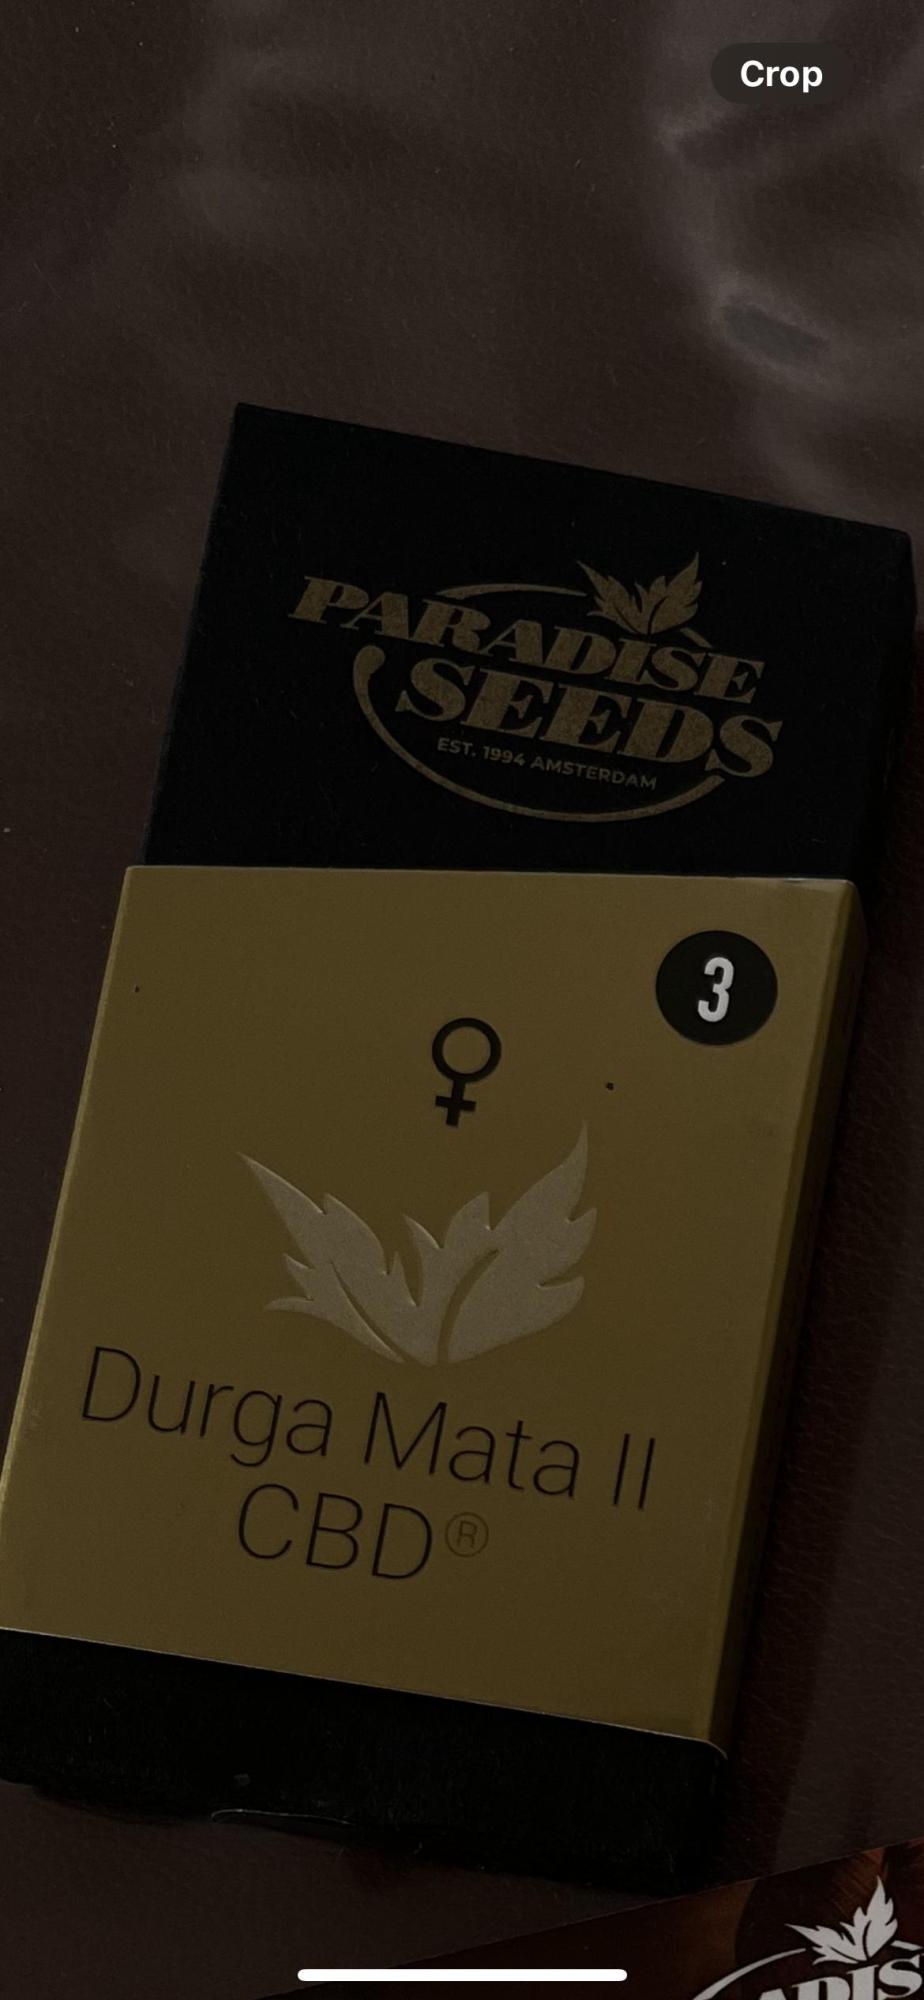 Crop
PARADISE
SEEDS
EST. 1994 AMSTERDAM
3
Durga Mata II
CBD®